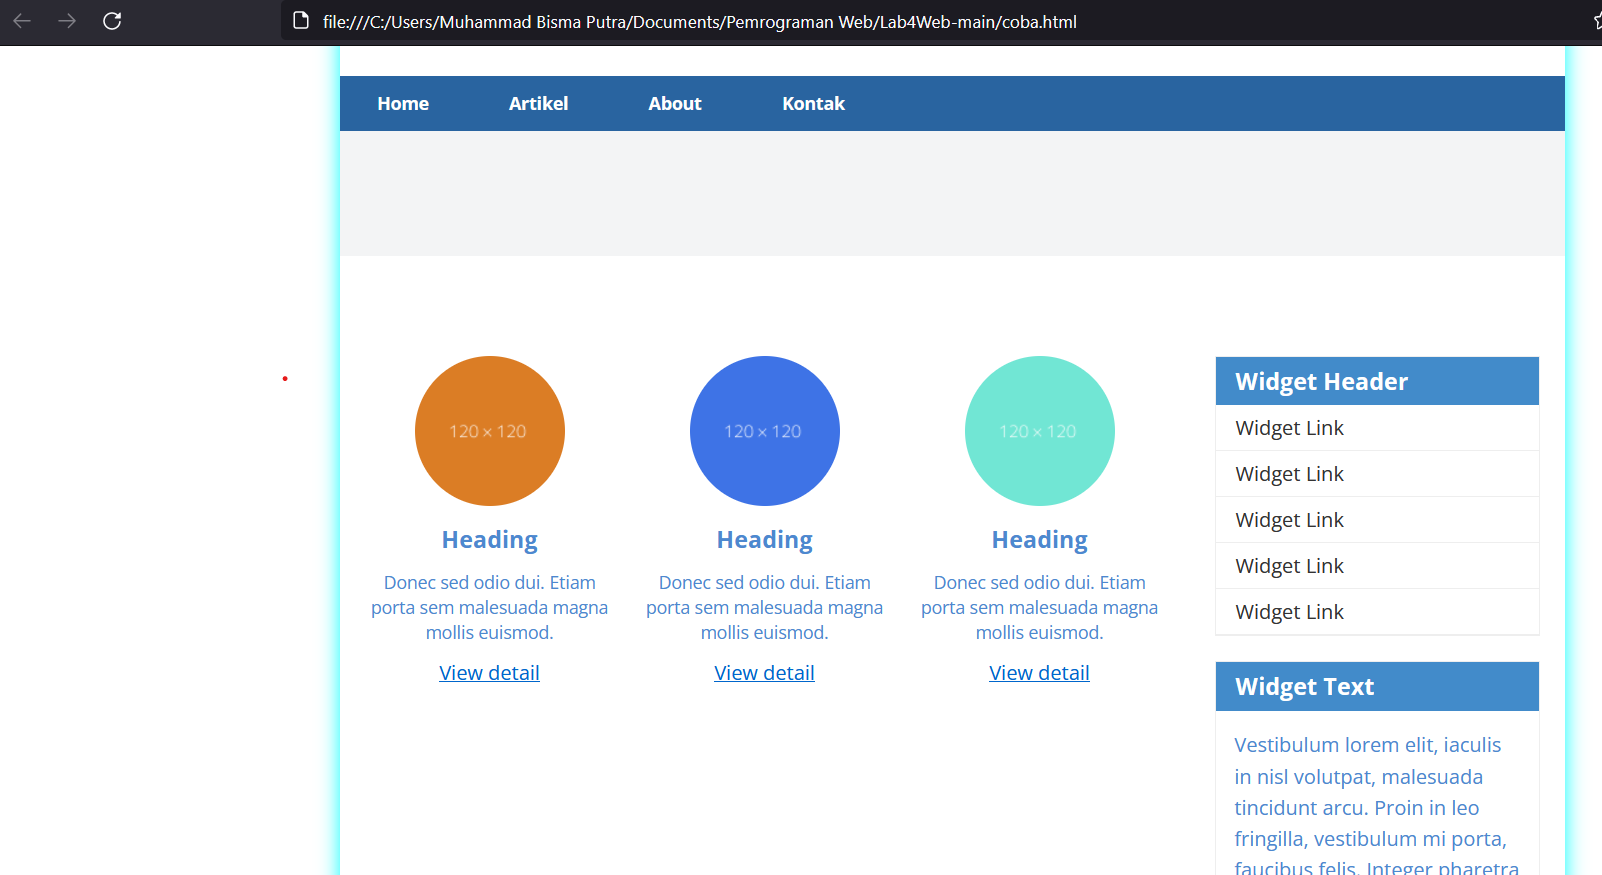 file:///C:/Users/Muhammad Bisma Putra/Documents/Pemrograman Web/Lab4Web-main/coba.html
Home Artikel About Kontak
120 × 120
Heading
Donec sed odio dui. Etiam
porta sem malesuada magna
mollis euismod.
View detail
120 × 120
Heading
Donec sed odio dui. Etiam
porta sem malesuada magna
mollis euismod.
View detail
120 × 120
Heading
Donec sed odio dui. Etiam
porta sem malesuada magna
mollis euismod.
View detail
Widget Header
Widget Link
Widget Link
Widget Link
Widget Link
Widget Link
Widget Text
Vestibulum lorem elit, iaculis
in nisl volutpat, malesuada
tincidunt arcu. Proin in leo
fringilla, vestibulum mi porta,
faucibus felis. Integer pharetra